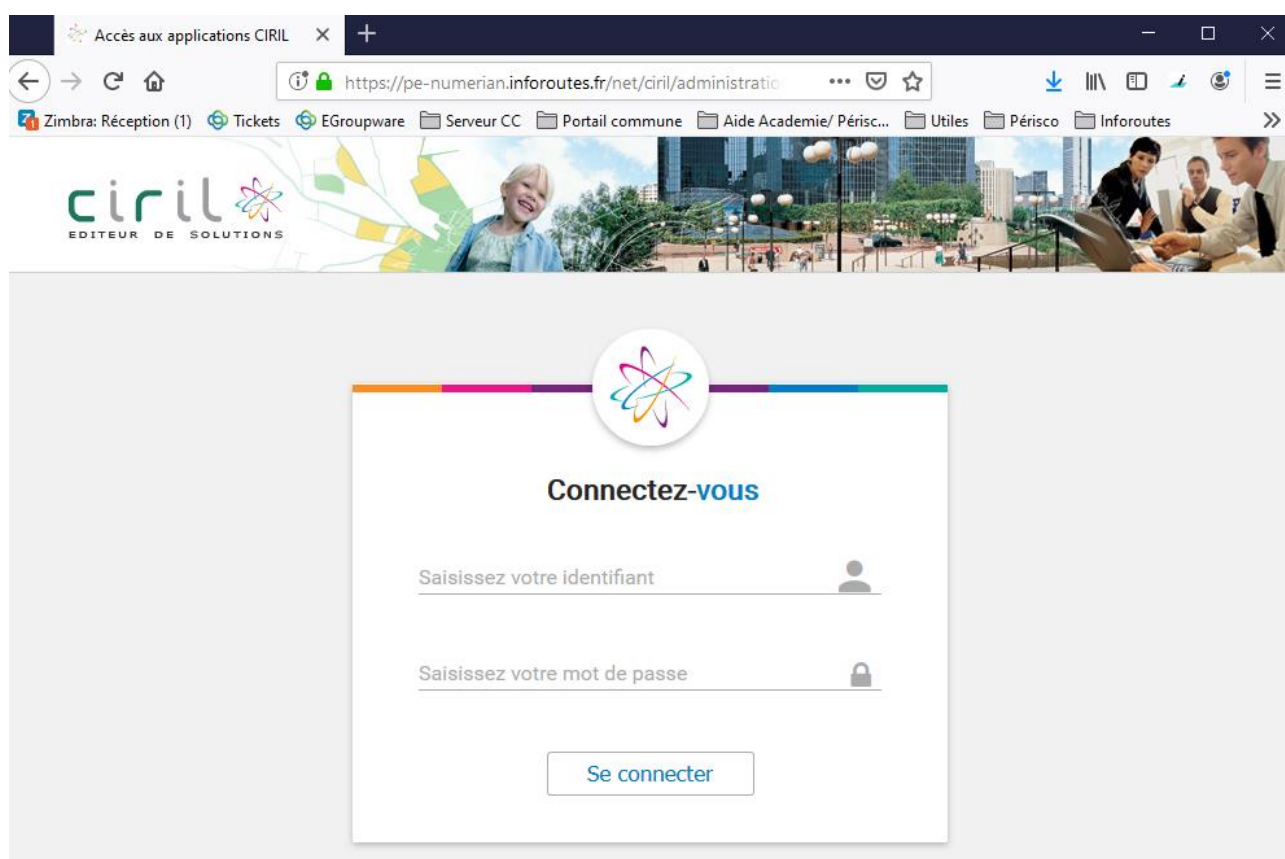 Accès aux applications CIRIL
https://pe-numerian.inforoutes.fr/net/ciril/administratio
Zimbra: Réception (1) Tickets EGroupware Serveur CC Portail commune Aide Academie/ Périsc... Utiles Périsco Inforoutes
ciril
EDITEUR DE SOLUTIONS
Connectez-vous
Saisissez votre identifiant
Saisissez votre mot de passe
Se connecter